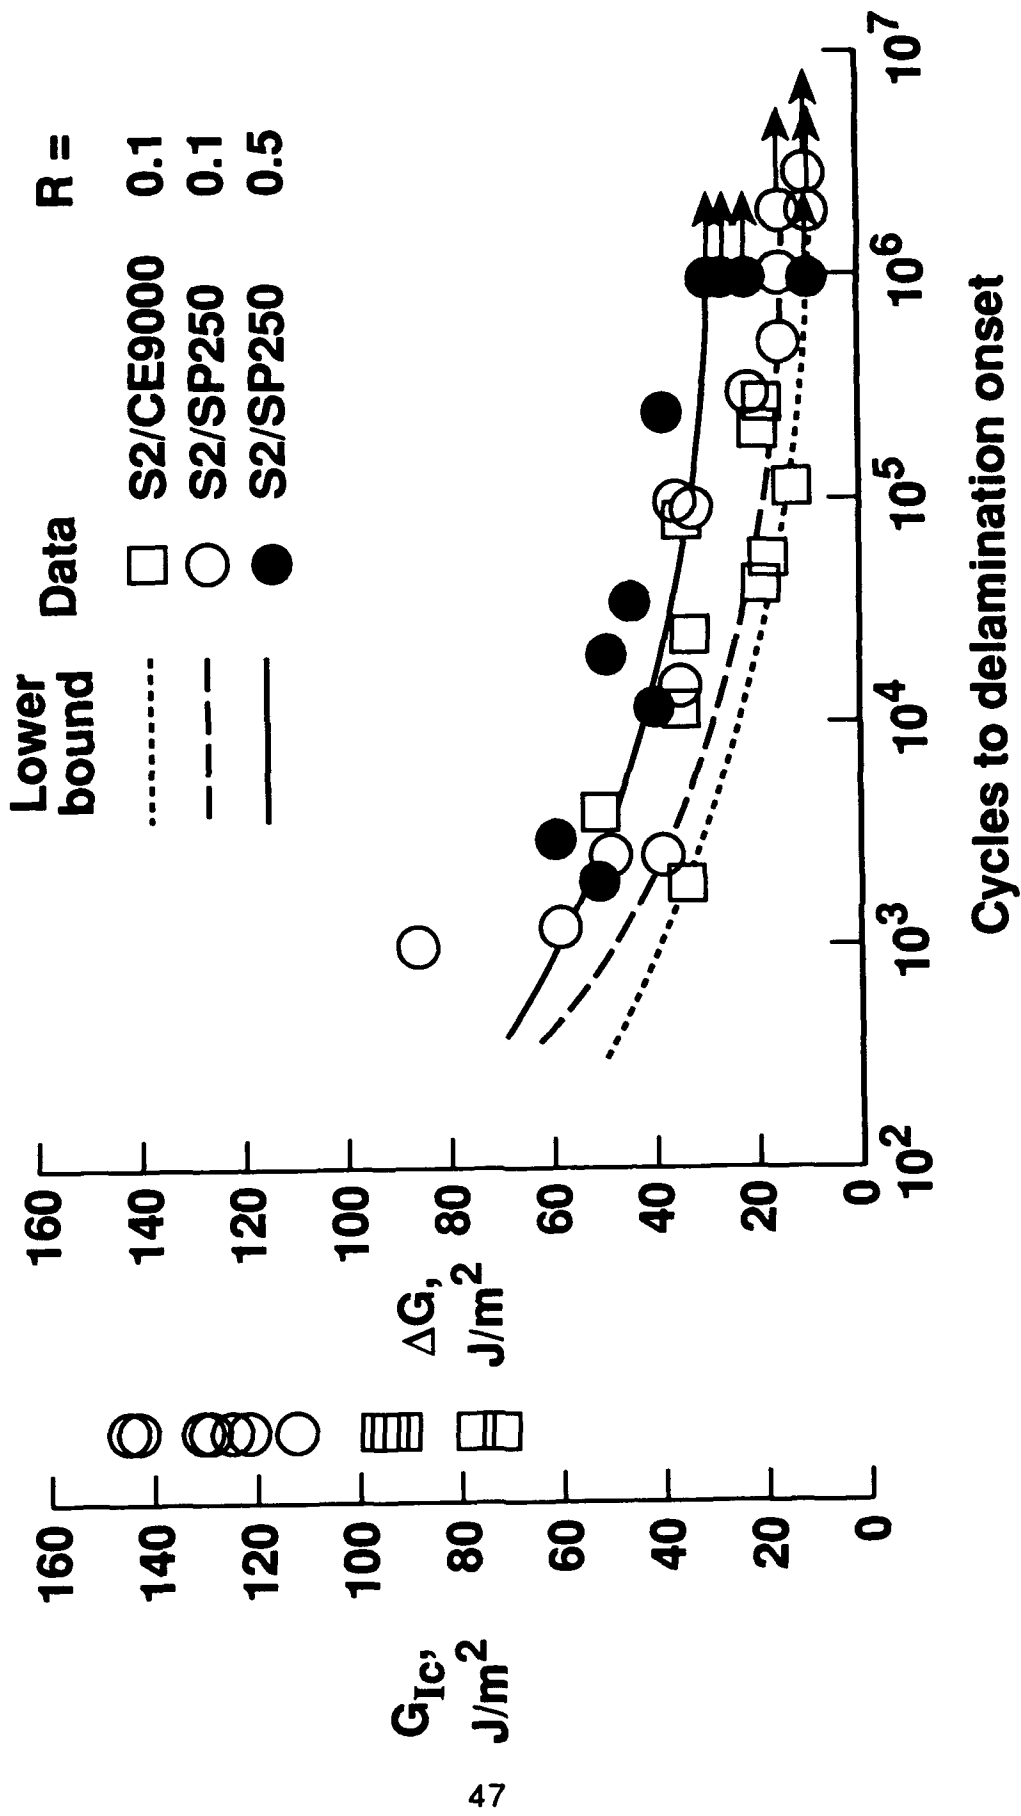 Lower
bound Data R =
S2/CE9000 0.1
S2/SP250 0.1
S2/SP250 0.5
160
140
120
100
80
60
40
20
0
G_Ic,
J/m²
160
140
120
100
80
60
40
20
0
ΔG,
J/m²
10² 10³ 10⁴ 10⁵ 10⁶ 10⁷
Cycles to delamination onset
47